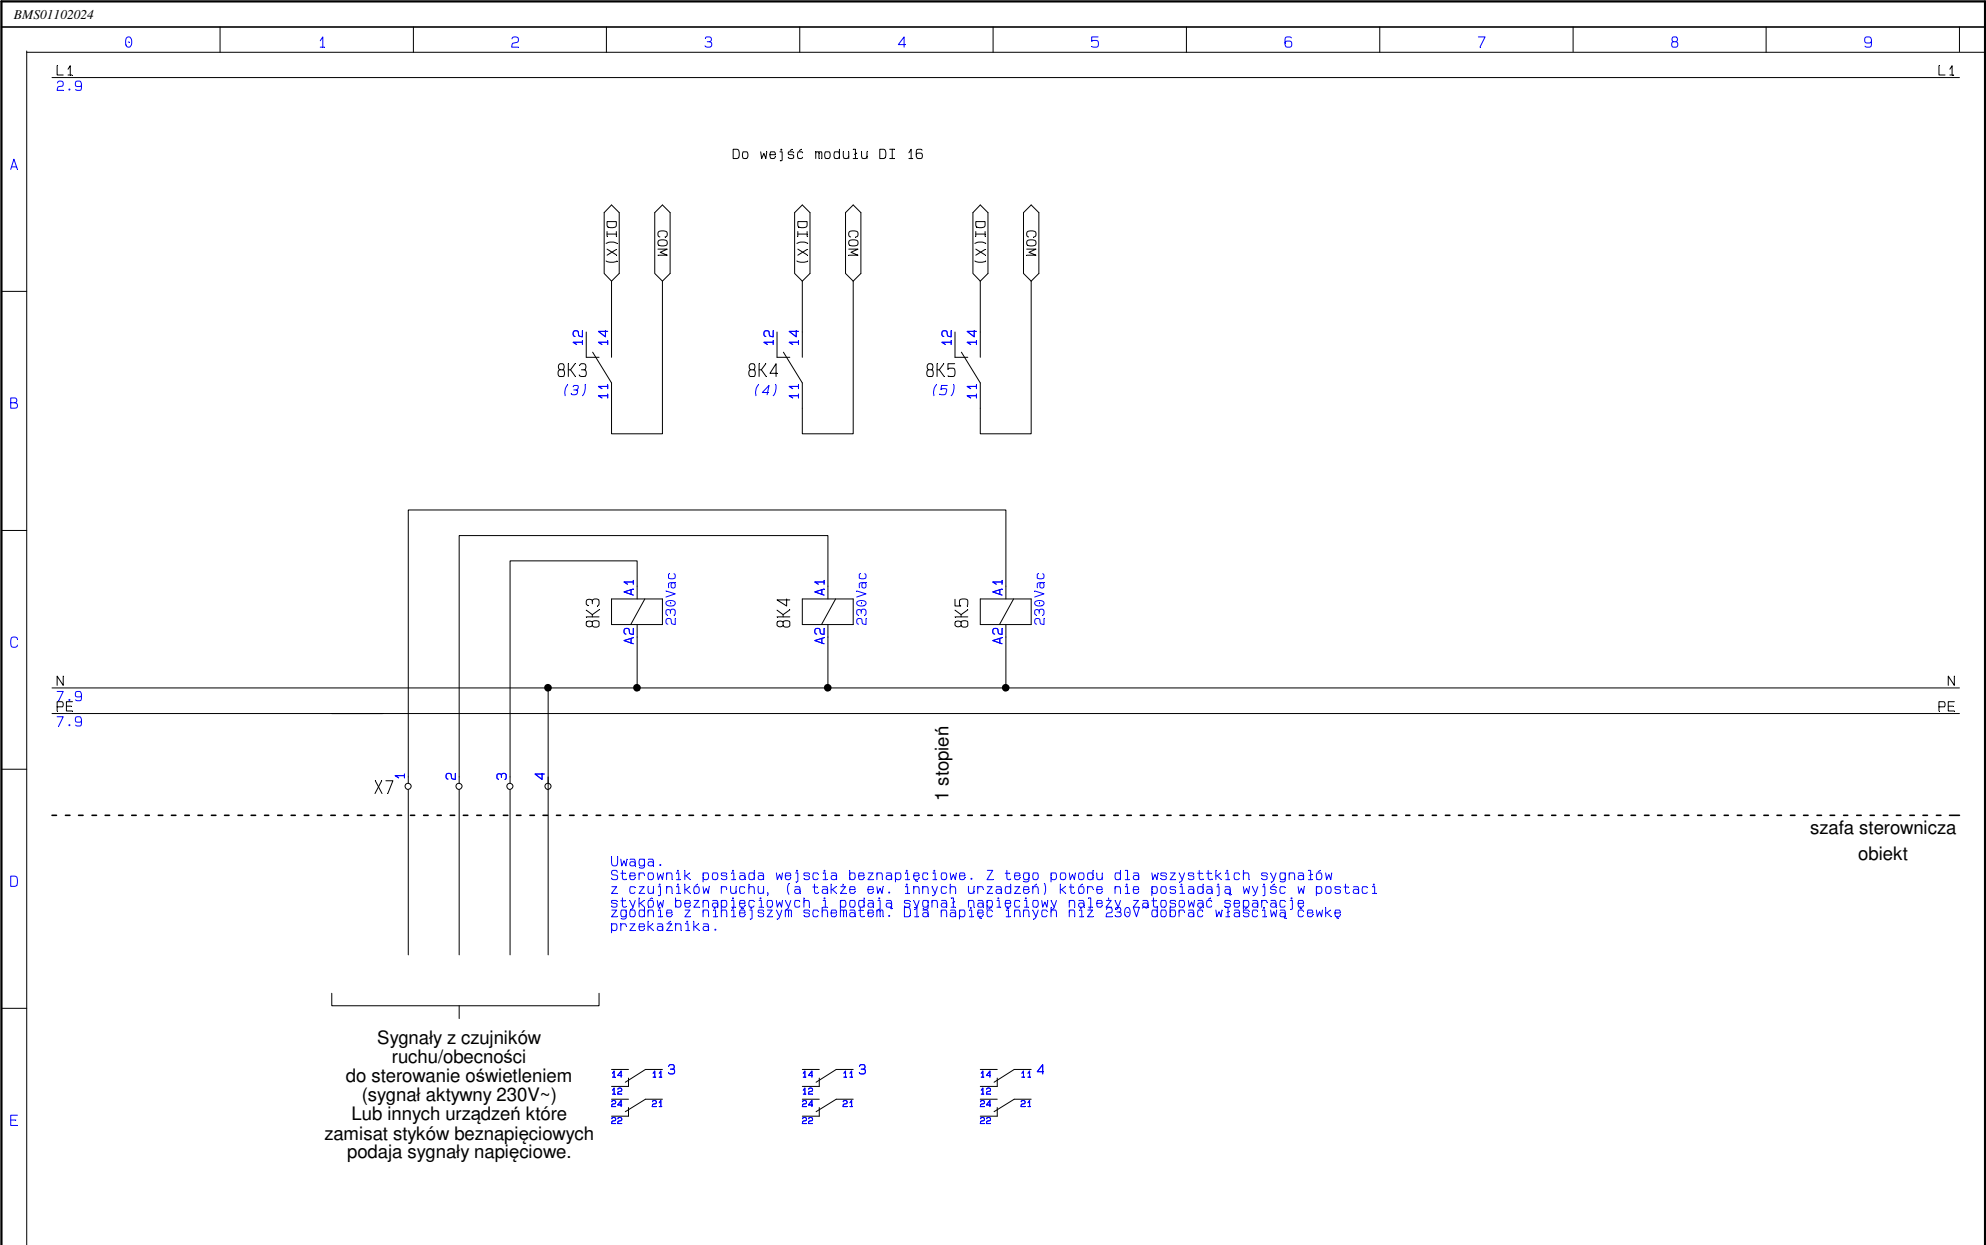 BMS01102024
0 1 2 3 4 5 6 7 8 9
L1 L1
2.9
Do wejść modułu DI 16
A
DI(X) COM DI(X) COM DI(X) COM
12 14 12 14 12 14
8K3 8K4 8K5
(3) 11 (4) 11 (5) 11
B
A1 A1 A1
8K3 230Vac 8K4 230Vac 8K5 230Vac
A2 A2 A2
C
N N
7.9
PE PE
7.9
1 stopień
X7 1 2 3 4
szafa sterownicza
obiekt
D
Uwaga.
Sterownik posiada wejscia beznapięciowe. Z tego powodu dla wszysttkich sygnałów
z czujników ruchu, (a także ew. innych urzadzeń) które nie posiadają wyjśc w postaci
styków beznapięciowych i podają sygnał napięciowy należy zatosować separację
zgodnie z niniejszym schematem. Dla napięć innych niż 230V dobrać właściwą cewkę
przekaźnika.
Sygnały z czujników
ruchu/obecności
do sterowanie oświetleniem
(sygnał aktywny 230V~)
Lub innych urządzeń które
zamisat styków beznapięciowych
podaja sygnały napięciowe.
14 11 3 14 11 3 14 11 4
12 12 12
24 21 24 21 24 21
22 22 22
E